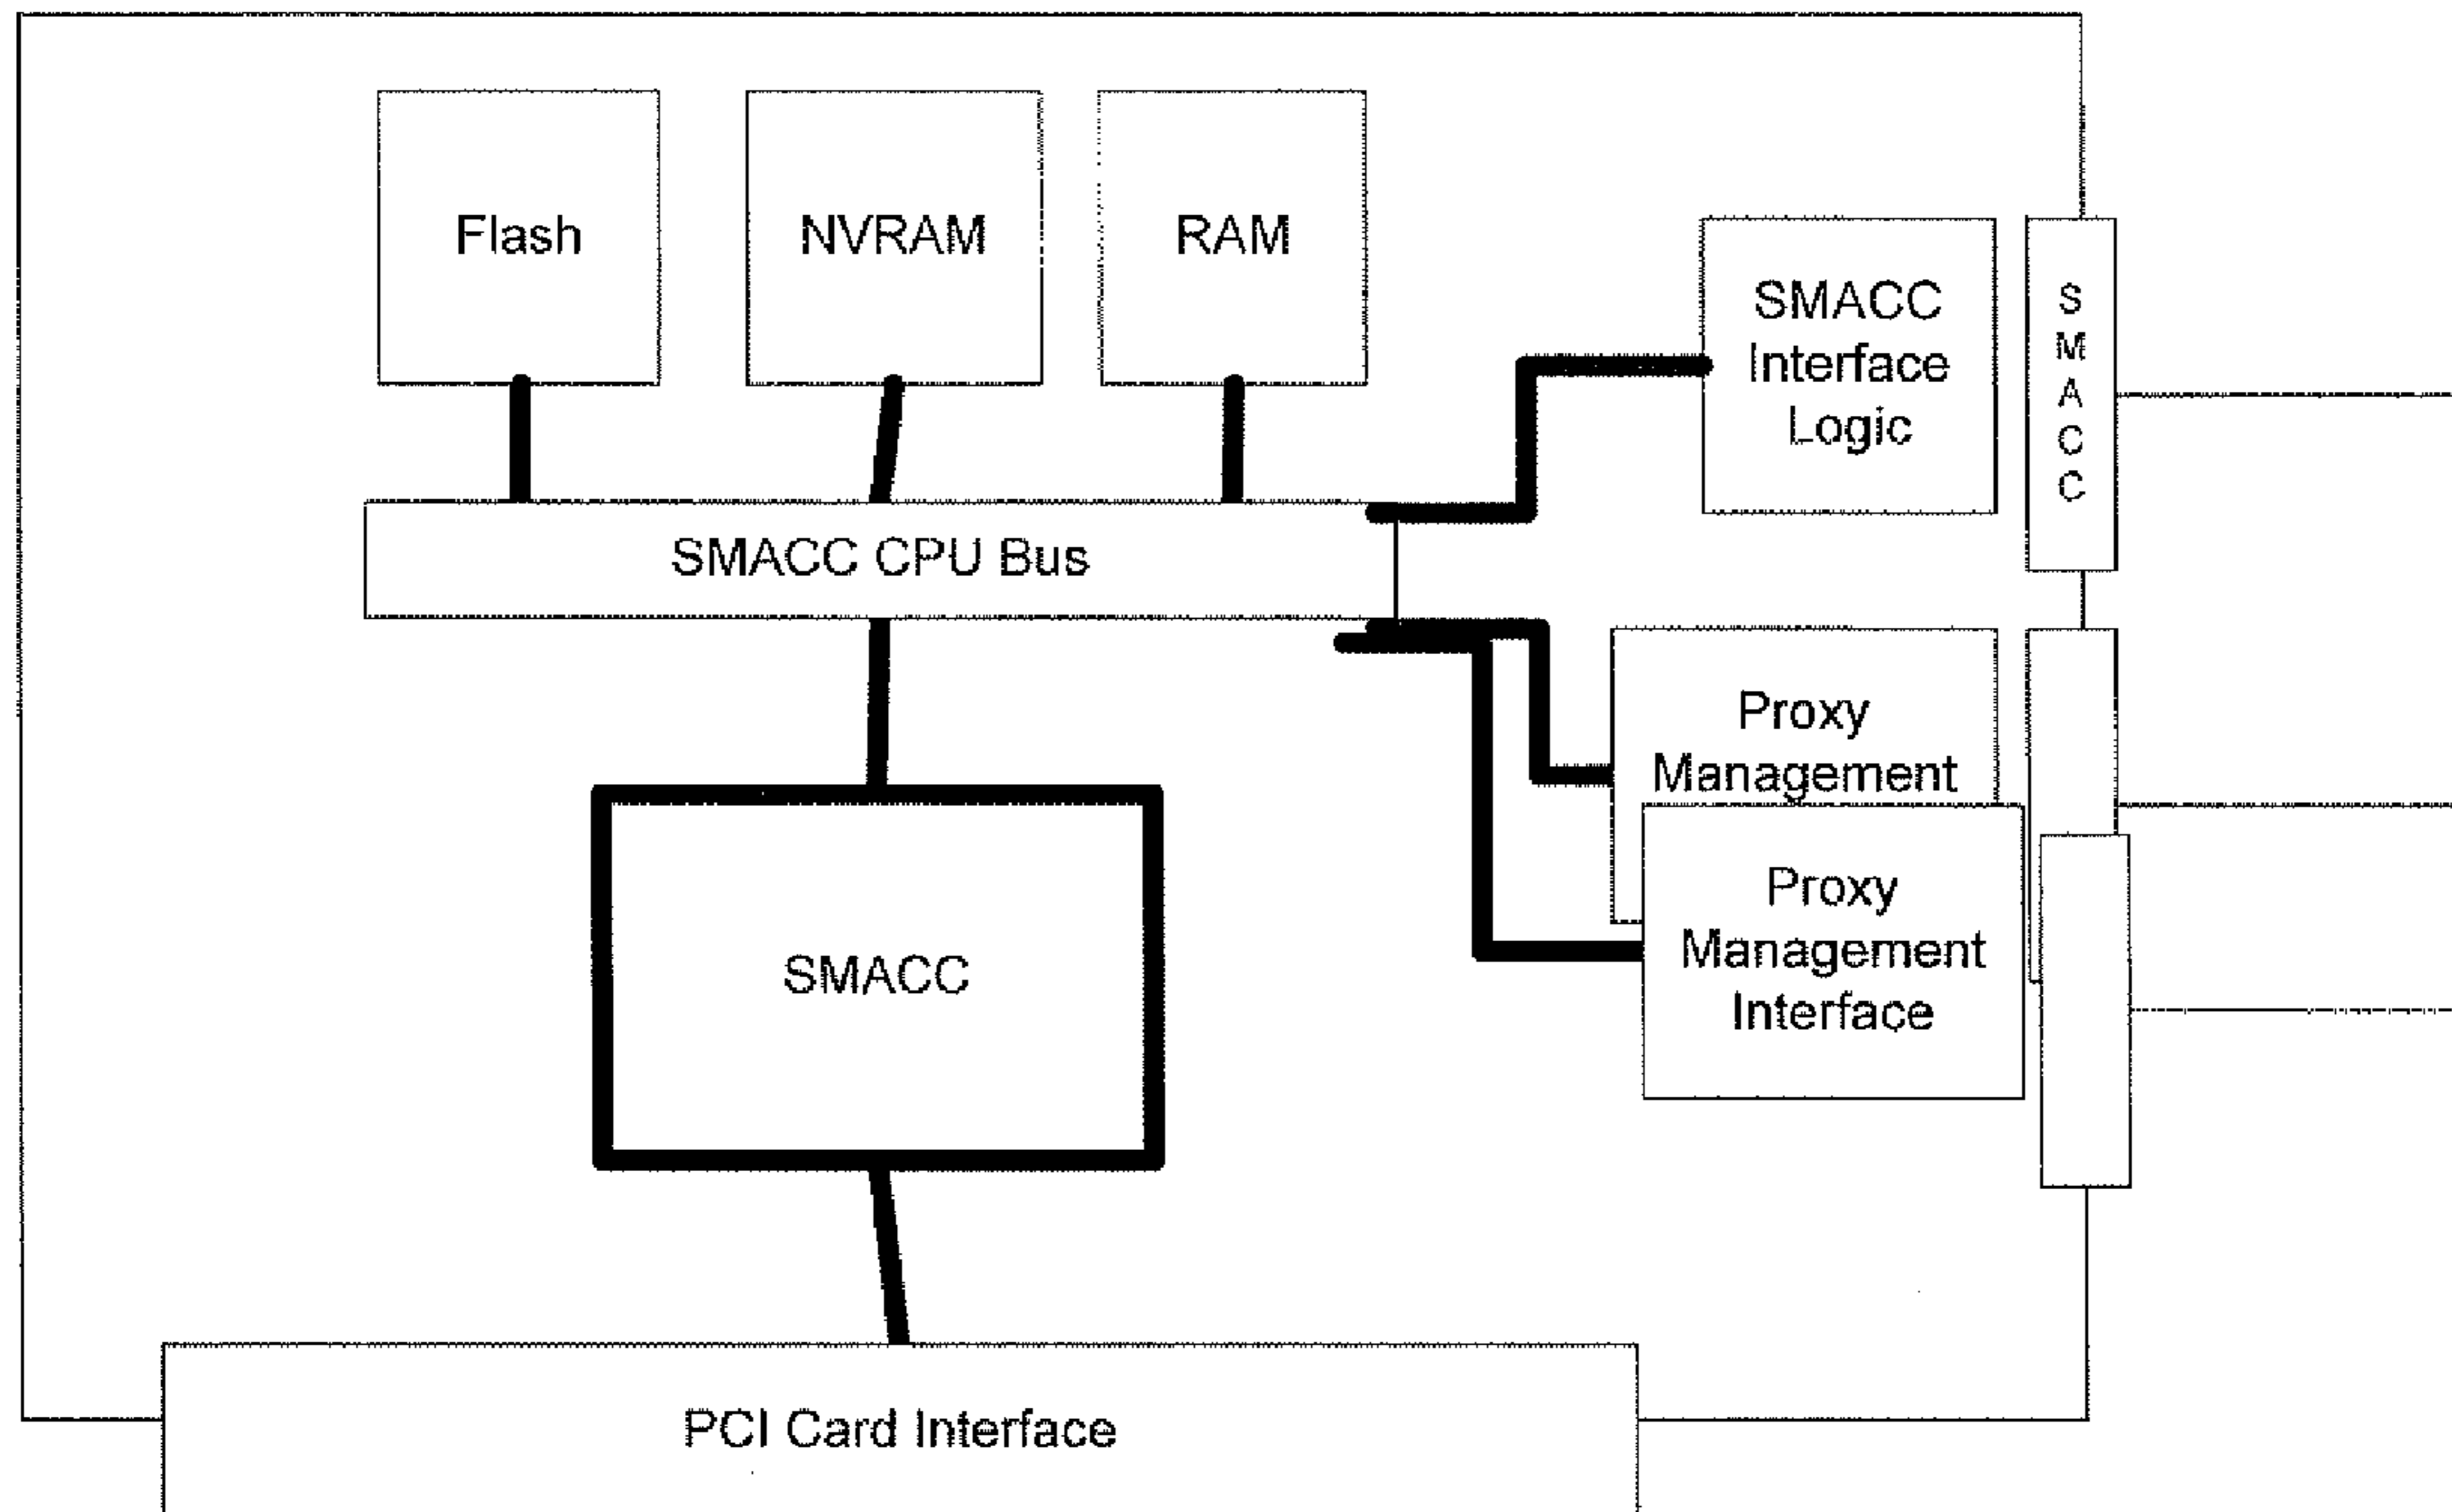 Flash
NVRAM
RAM
SMACC
Interface
Logic
S
M
A
C
C
SMACC CPU Bus
Proxy
Management
Proxy
Management
Interface
SMACC
PCI Card Interface